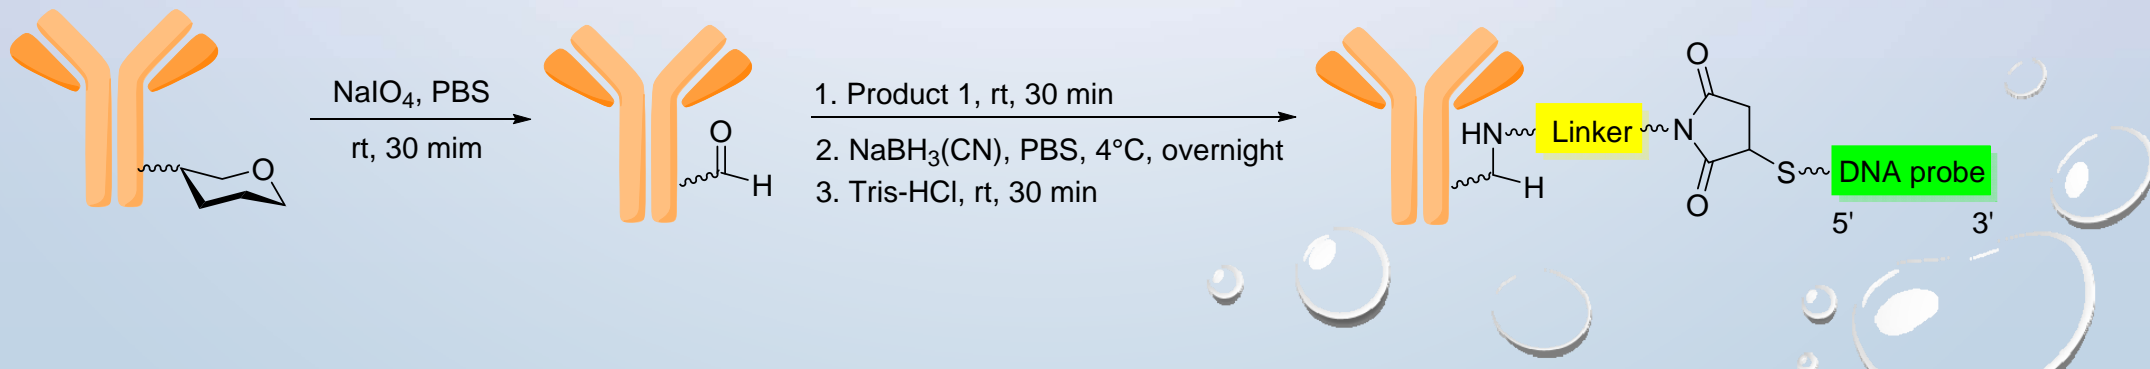 NaIO4, PBS
rt, 30 mim
O
O
H
1. Product 1, rt, 30 min
2. NaBH3(CN), PBS, 4°C, overnight
3. Tris-HCl, rt, 30 min
HN
H
Linker
N
O
O
S
DNA probe
5' 3'